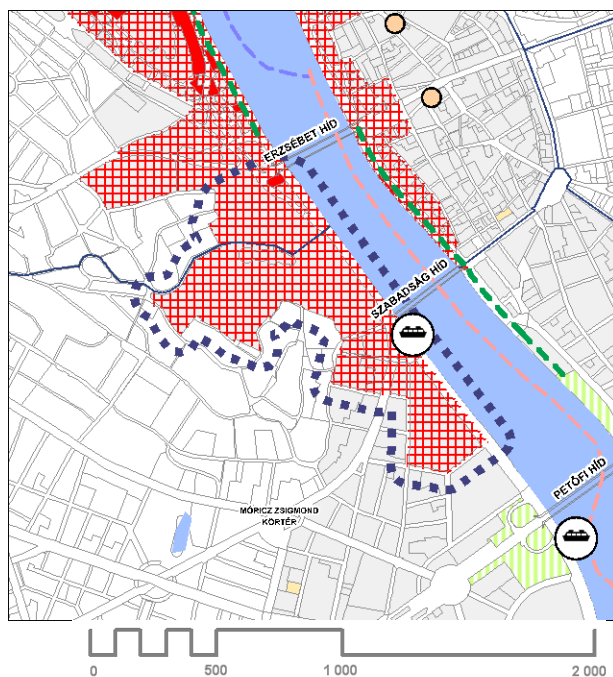 ERZSÉBET HÍD
SZABADSÁG HÍD
PETŐFI HÍD
MÓRICZ ZSIGMOND
KÖRTÉR
0 500 1 000 2 000